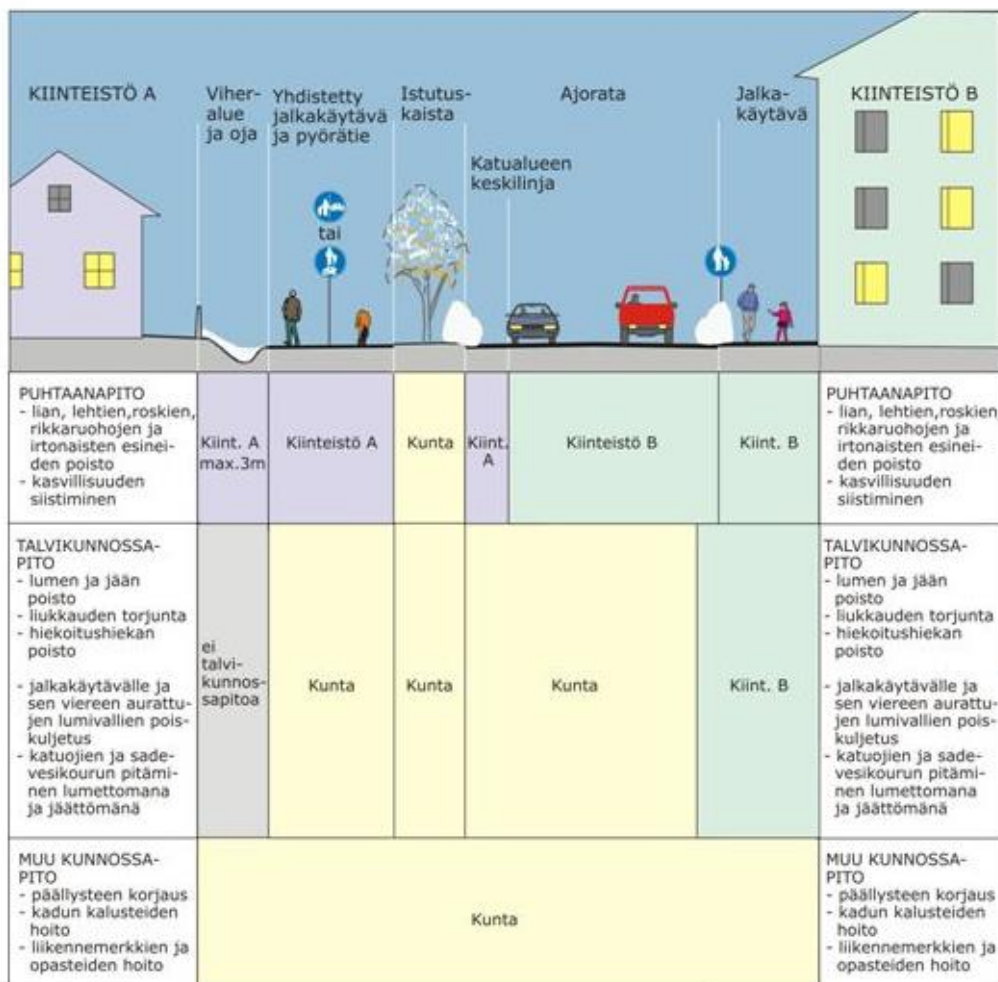 KIINTEISTÖ A
Viher-
alue
ja oja
Yhdistetty
jalkakäytävä
ja pyörätie
Istutus-
kaista
Ajorata
Jalka-
käytävä
KIINTEISTÖ B
Katualueen
keskilinja
tai
PUHTAANAPITO
- lian, lehtien,roskien,
rikkaruohojen ja
irtonaisten esinei-
den poisto
- kasvillisuuden
siistiminen
Kiint. A
max.3m
Kiinteistö A
Kunta
Kiint.
A
Kiinteistö B
Kiint. B
PUHTAANAPITO
- lian, lehtien,roskien
rikkaruohojen ja
irtonaisten esinei-
den poisto
- kasvillisuuden
siistiminen
TALVIKUNNOSSA-
PITO
- lumen ja jään
poisto
- liukkauden torjunta
- hiekoitushiekan
poisto
- jalkakäytävälle ja
sen viereen aurattu-
jen lumivallien pois-
kuljetus
- katuojien ja sade-
vesikourun pitämi-
nen lumettomana
ja jäättömänä
ei
talvi-
kunnos-
sapitoa
Kunta
Kunta
Kunta
Kiint. B
TALVIKUNNOSSA-
PITO
- lumen ja jään
poisto
- liukkauden torjunta
- hiekoitushiekan
poisto
- jalkakäytävälle ja
sen viereen aurattu-
jen lumivallien pois-
kuljetus
- katuojien ja sade-
vesikourun pitämi-
nen lumettomana
ja jäättömänä
MUU KUNNOSSA-
PITO
- päällysteen korjaus
- kadun kalusteiden
hoito
- liikennemerkkien ja
opasteiden hoito
Kunta
MUU KUNNOSSA-
PITO
- päällysteen korjaus
- kadun kalusteiden
hoito
- liikennemerkkien ja
opasteiden hoito